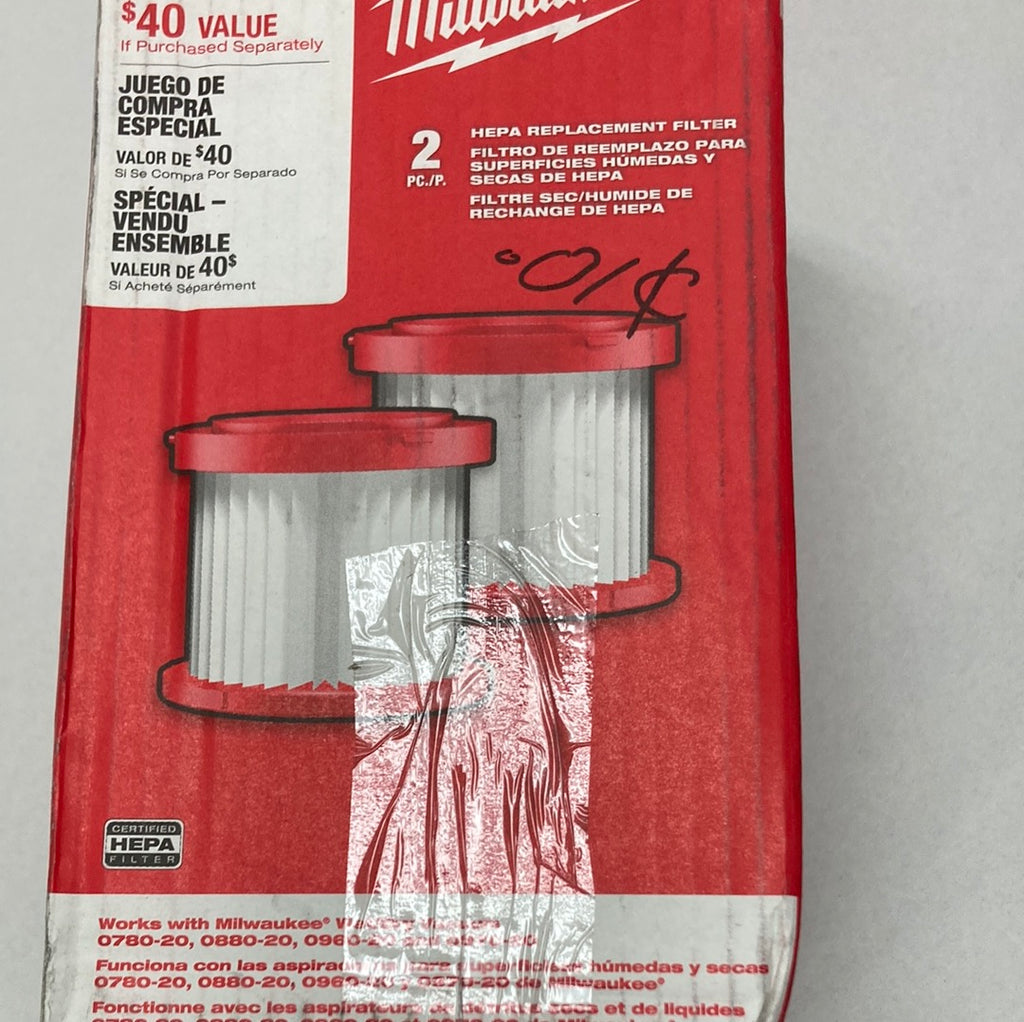 $40 VALUE
If Purchased Separately
JUEGO DE
COMPRA
ESPECIAL
VALOR DE $40
Si Se Compra Por Separado
SPÉCIAL –
VENDU
ENSEMBLE
VALEUR DE 40$
Si Acheté Séparément
2
PC./P.
HEPA REPLACEMENT FILTER
FILTRO DE REEMPLAZO PARA
SUPERFICIES HÚMEDAS Y
SECAS DE HEPA
FILTRE SEC/HUMIDE DE
RECHANGE DE HEPA
.01¢
CERTIFIED
HEPA
FILTER
Works with Milwaukee®
0780-20, 0880-20,
Funciona con las húmedas y secas
0780-20, 0880-20, de Milwaukee®
Fonctionne avec les aspirateurs de et de liquides